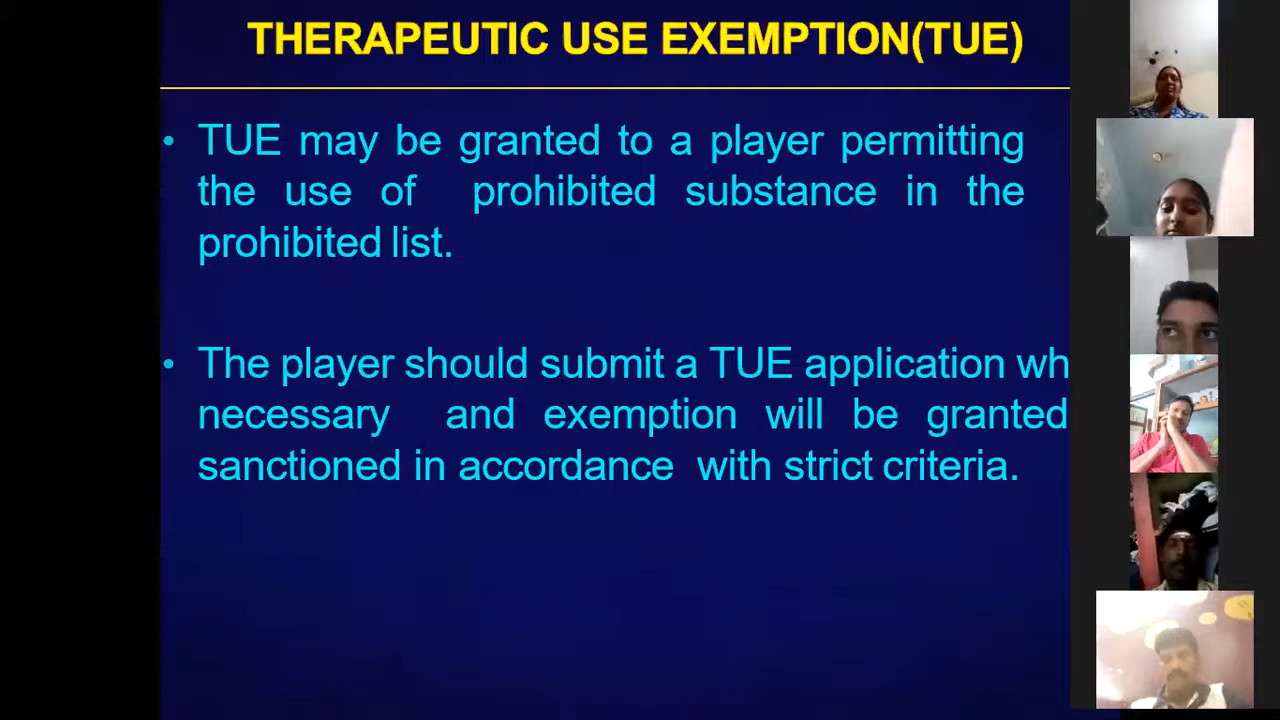 THERAPEUTIC USE EXEMPTION(TUE)
• TUE may be granted to a player permitting
the use of prohibited substance in the
prohibited list.
• The player should submit a TUE application wh
necessary and exemption will be granted
sanctioned in accordance with strict criteria.